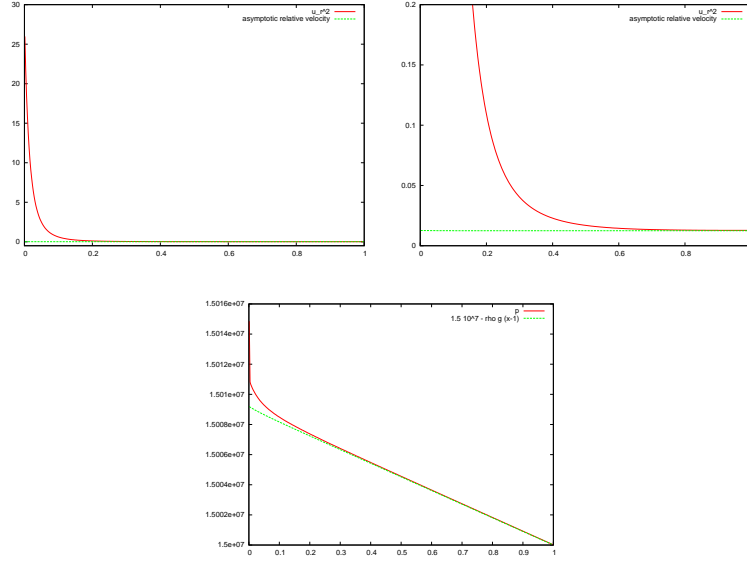 30
25
20
15
10
5
0
0 0.2 0.4 0.6 0.8 1
u_r^2
asymptotic relative velocity
0.2
0.15
0.1
0.05
0
0 0.2 0.4 0.6 0.8
u_r^2
asymptotic relative velocity
1.5016e+07
1.5014e+07
1.5012e+07
1.501e+07
1.5008e+07
1.5006e+07
1.5004e+07
1.5002e+07
1.5e+07
0 0.1 0.2 0.3 0.4 0.5 0.6 0.7 0.8 0.9 1
p
1.5 10^7 - rho g (x-1)